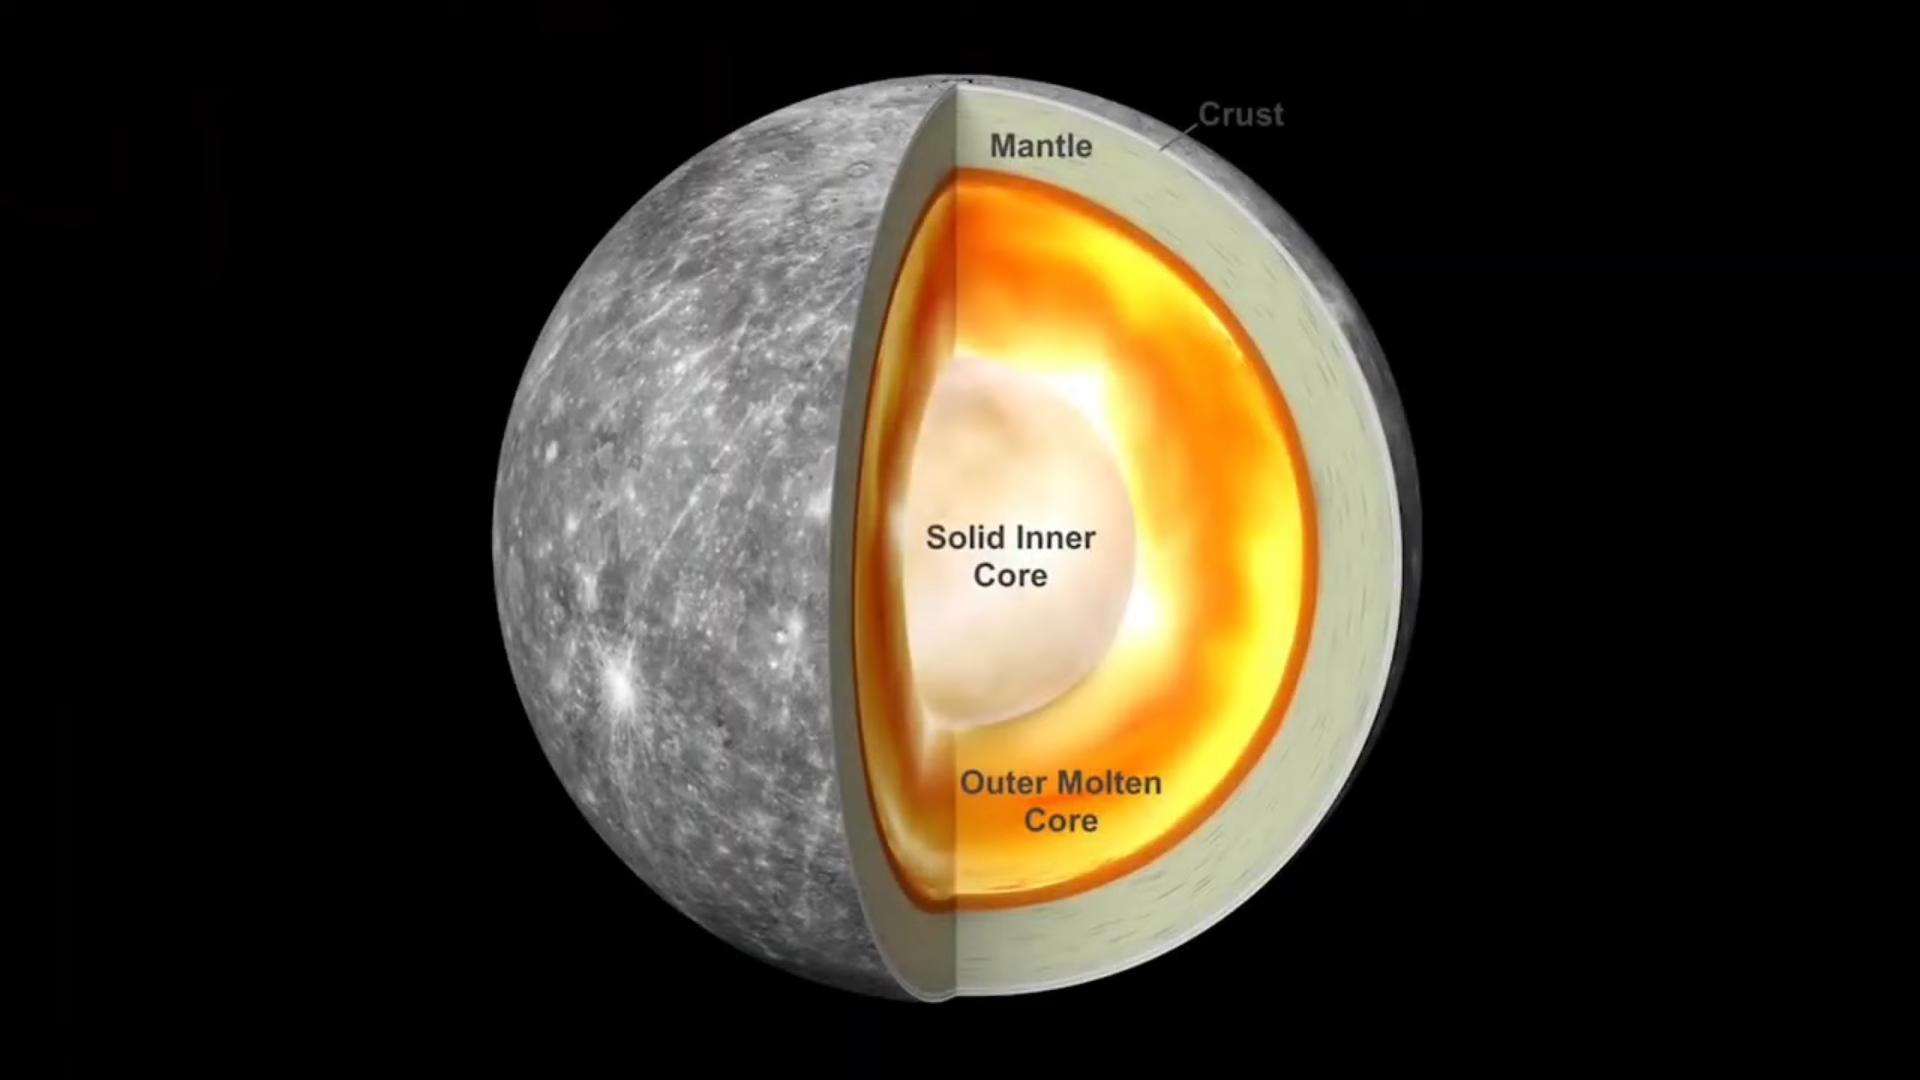 Crust
Mantle
Solid Inner
Core
Outer Molten
Core